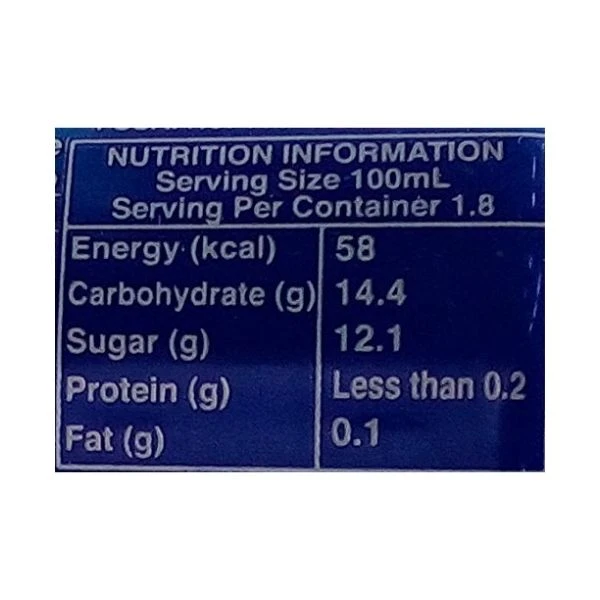 NUTRITION INFORMATION
Serving Size 100mL
Serving Per Container 1.8
Energy (kcal) 58
Carbohydrate (g) 14.4
Sugar (g) 12.1
Protein (g) Less than 0.2
Fat (g) 0.1